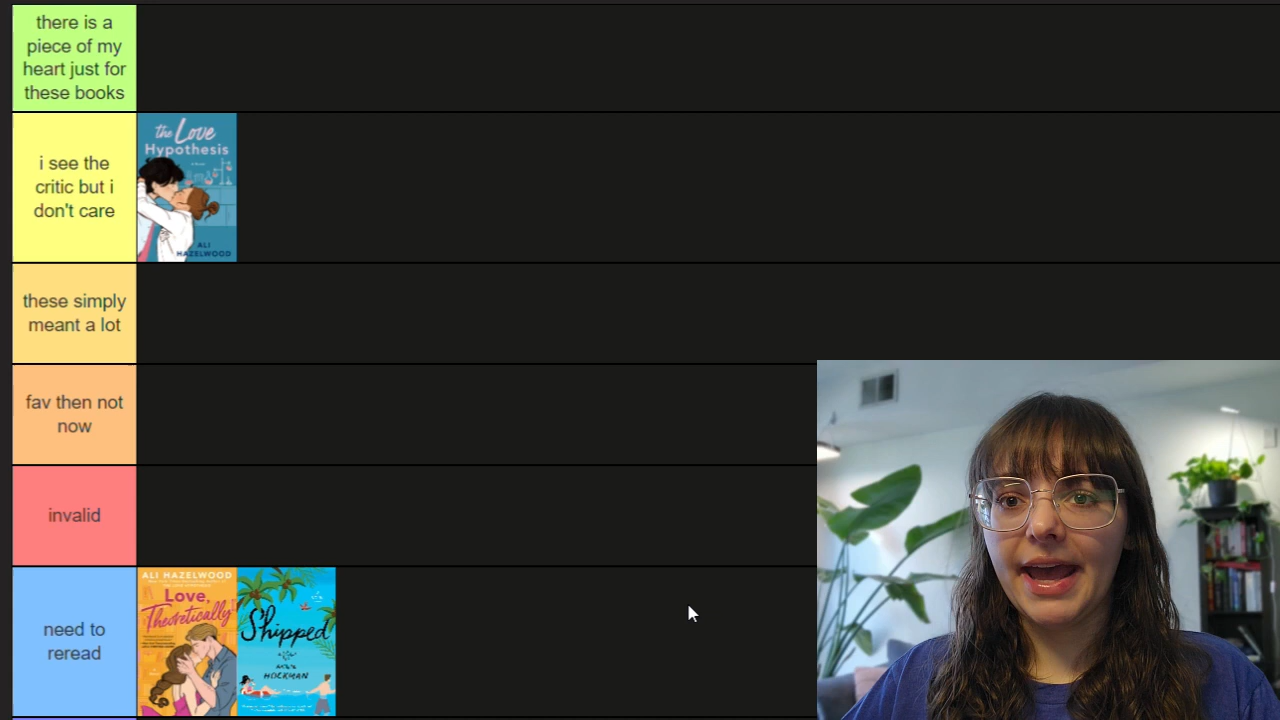 there is a
piece of my
heart just for
these books
i see the
critic but i
don't care
the Love
Hypothesis
ALI
HAZELWOOD
these simply
meant a lot
fav then not
now
invalid
need to
reread
ALI HAZELWOOD
Love,
Theoretically
Shipped
HOCKMAN